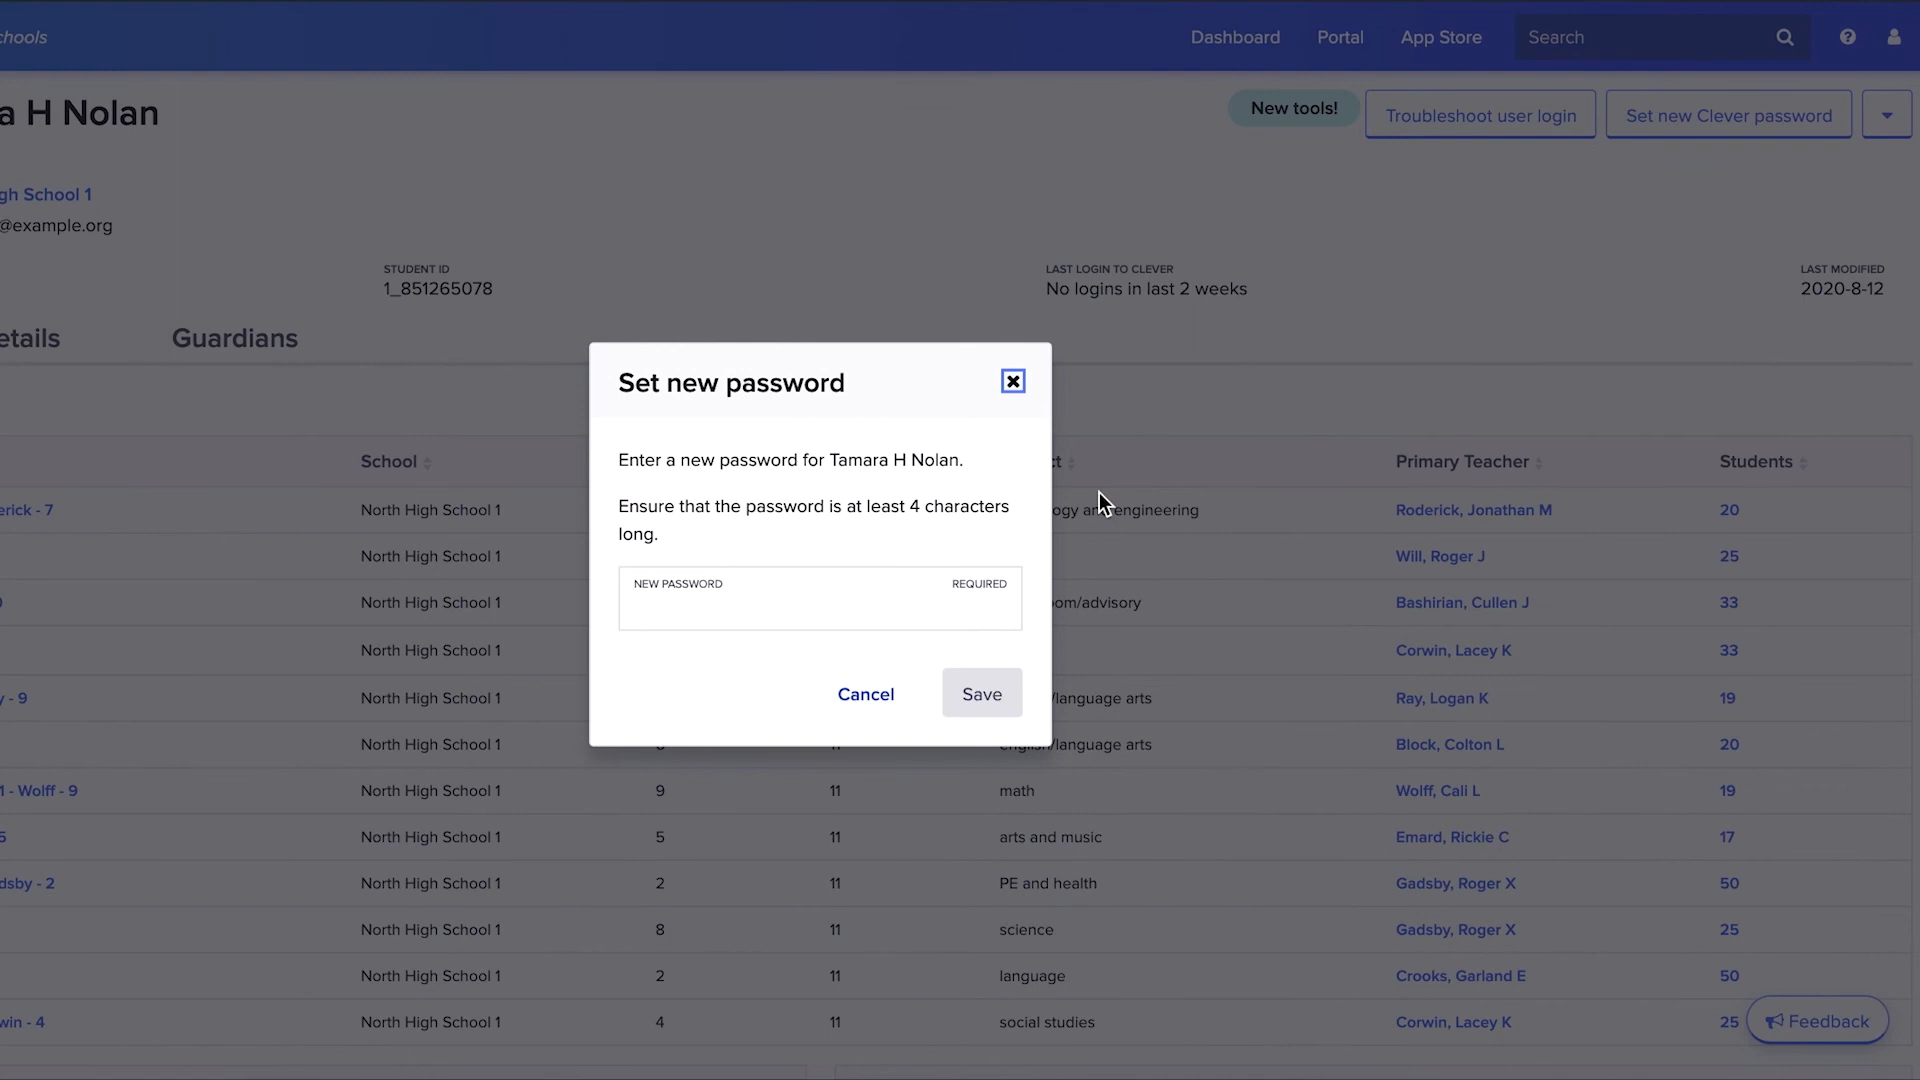 chools
Dashboard Portal App Store Search
a H Nolan
New tools! Troubleshoot user login Set new Clever password
gh School 1
@example.org
STUDENT ID LAST LOGIN TO CLEVER LAST MODIFIED
1_851265078 No logins in last 2 weeks 2020-8-12
etails Guardians
Set new password
Enter a new password for Tamara H Nolan.
Ensure that the password is at least 4 characters
long.
NEW PASSWORD REQUIRED
Cancel Save
School ct Primary Teacher Students
erick - 7 North High School 1 ogy and engineering Roderick, Jonathan M 20
North High School 1 Will, Roger J 25
North High School 1 om/advisory Bashirian, Cullen J 33
North High School 1 Corwin, Lacey K 33
y - 9 North High School 1 /language arts Ray, Logan K 19
North High School 1 english/language arts Block, Colton L 20
1 - Wolff - 9 North High School 1 9 11 math Wolff, Cali L 19
5 North High School 1 5 11 arts and music Emard, Rickie C 17
dsby - 2 North High School 1 2 11 PE and health Gadsby, Roger X 50
North High School 1 8 11 science Gadsby, Roger X 25
North High School 1 2 11 language Crooks, Garland E 50
win - 4 North High School 1 4 11 social studies Corwin, Lacey K 25
Feedback